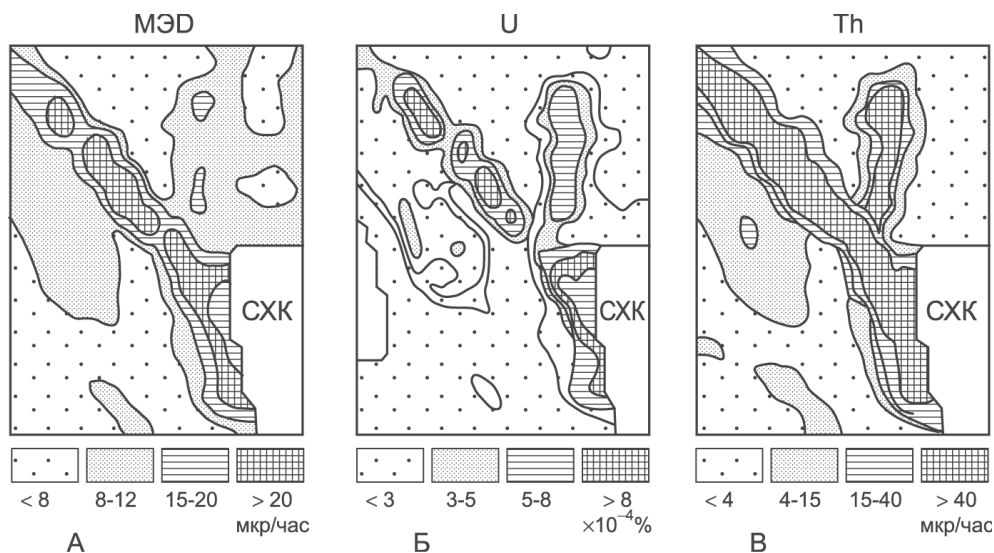 МЭD U Th
СХК СХК СХК
< 8 8-12 15-20 > 20 < 3 3-5 5-8 > 8 < 4 4-15 15-40 > 40
мкр/час ×10⁻⁴% мкр/час
А Б В